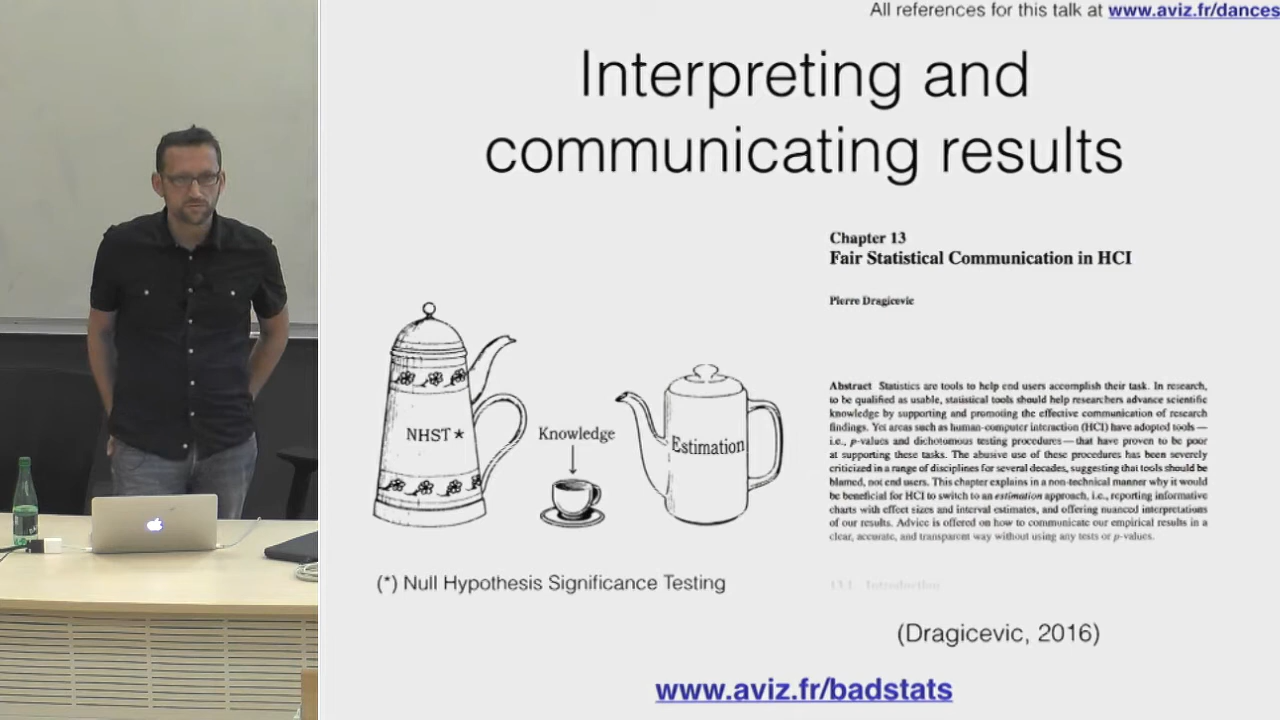 All references for this talk at www.aviz.fr/dances
Interpreting and
communicating results
Chapter 13
Fair Statistical Communication in HCI
Pierre Dragicevic
Abstract Statistics are tools to help end users accomplish their task. In research,
to be qualified as usable, statistical tools should help researchers advance scientific
knowledge by supporting and promoting the effective communication of research
findings. Yet areas such as human-computer interaction (HCI) have adopted tools —
i.e., p-values and dichotomous testing procedures — that have proven to be poor
at supporting these tasks. The abusive use of these procedures has been severely
criticized in a range of disciplines for several decades, suggesting that tools should be
blamed, not end users. This chapter explains in a non-technical manner why it would
be beneficial for HCI to switch to an estimation approach, i.e., reporting informative
charts with effect sizes and interval estimates, and offering nuanced interpretations
of our results. Advice is offered on how to communicate our empirical results in a
clear, accurate, and transparent way without using any tests or p-values.
13.1 Introduction
NHST*
Knowledge
Estimation
(*) Null Hypothesis Significance Testing
(Dragicevic, 2016)
www.aviz.fr/badstats